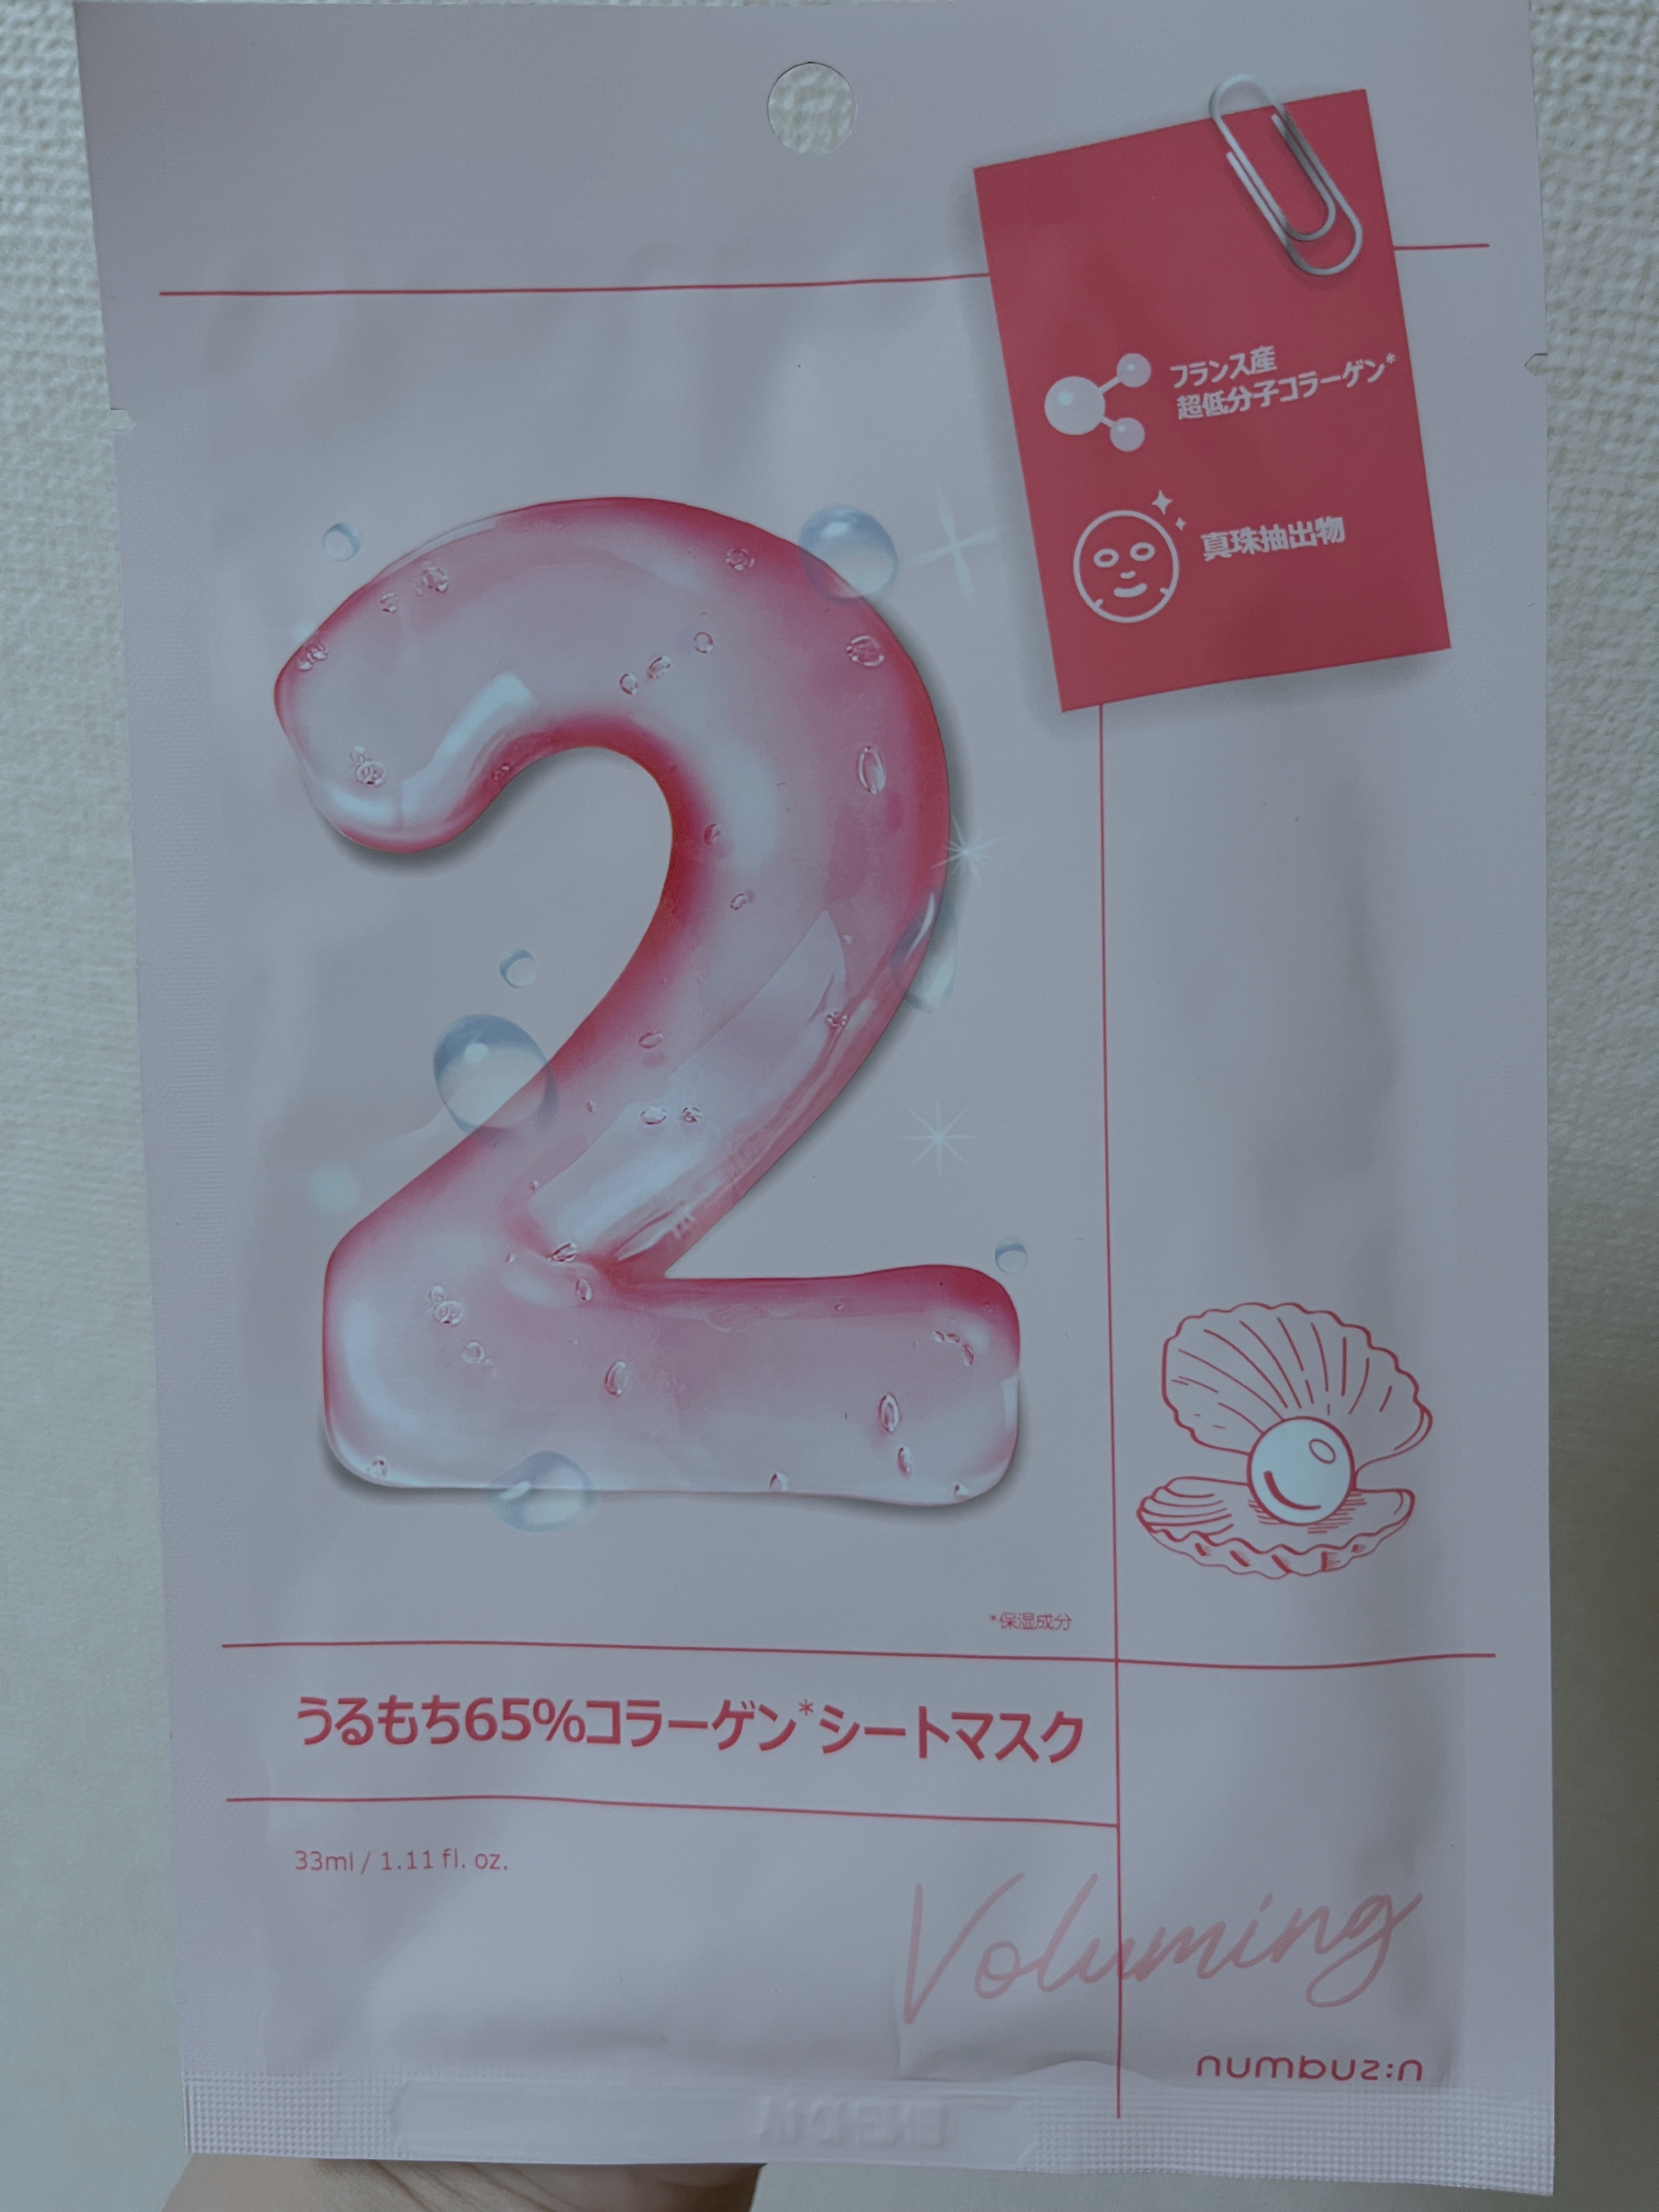 フランス産
超低分子コラーゲン*
真珠抽出物
2
*保湿成分
うるもち65%コラーゲン*シートマスク
33ml / 1.11 fl. oz.
Voluming
numbuz:n